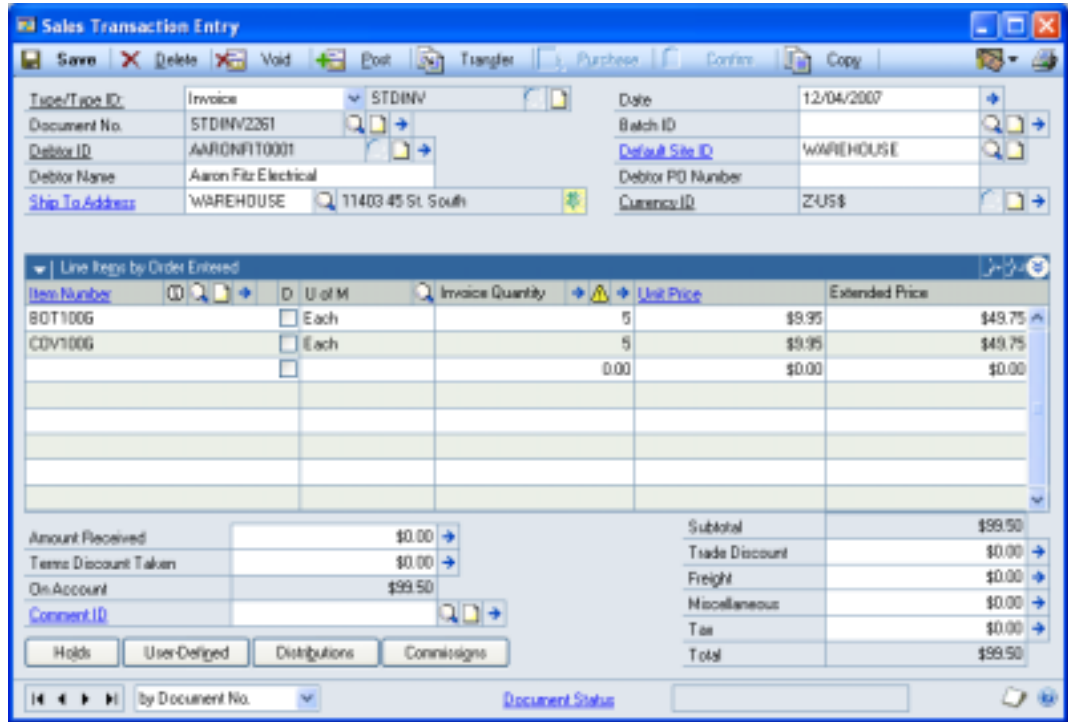 Sales Transaction Entry
Save Delete Void Post Transfer Purchase Confirm Copy
Type/Type ID: Invoice STDINV Date 12/04/2007
Document No. STDINV2261 Batch ID
Debtor ID AARONFIT0001 Default Site ID WAREHOUSE
Debtor Name Aaron Fitz Electrical Debtor PO Number
Ship To Address WAREHOUSE 11403 45 St. South Currency ID Z-US$
Line Items by Order Entered
Item Number D U of M Invoice Quantity Unit Price Extended Price
BOT100G Each 5 $9.95 $49.75
COV100G Each 5 $9.95 $49.75
0.00 $0.00 $0.00
Amount Received $0.00 Subtotal $99.50
Terms Discount Taken $0.00 Trade Discount $0.00
On Account $99.50 Freight $0.00
Comment ID Miscellaneous $0.00
Tax $0.00
Holds User-Defined Distributions Commissions Total $99.50
by Document No. Document Status